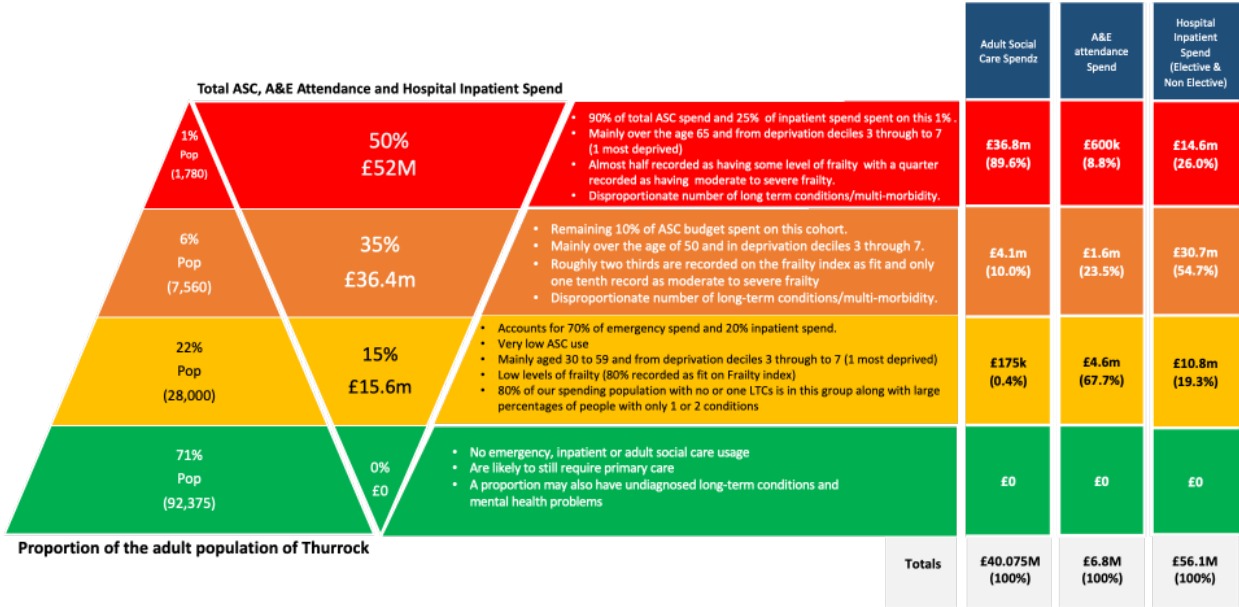 Adult Social
Care Spendz
A&E
attendance
Spend
Hospital
Inpatient
Spend
(Elective &
Non Elective)
Total ASC, A&E Attendance and Hospital Inpatient Spend
1%
Pop
(1,780)
50%
£52M
• 90% of total ASC spend and 25% of inpatient spend spent on this 1% .
• Mainly over the age 65 and from deprivation deciles 3 through to 7
(1 most deprived)
• Almost half recorded as having some level of frailty with a quarter
recorded as having moderate to severe frailty.
• Disproportionate number of long term conditions/multi-morbidity.
£36.8m
(89.6%)
£600k
(8.8%)
£14.6m
(26.0%)
6%
Pop
(7,560)
35%
£36.4m
• Remaining 10% of ASC budget spent on this cohort.
• Mainly over the age of 50 and in deprivation deciles 3 through 7.
• Roughly two thirds are recorded on the frailty index as fit and only
one tenth record as moderate to severe frailty
• Disproportionate number of long-term conditions/multi-morbidity.
£4.1m
(10.0%)
£1.6m
(23.5%)
£30.7m
(54.7%)
22%
Pop
(28,000)
15%
£15.6m
• Accounts for 70% of emergency spend and 20% inpatient spend.
• Very low ASC use
• Mainly aged 30 to 59 and from deprivation deciles 3 through to 7 (1 most deprived)
• Low levels of frailty (80% recorded as fit on Frailty index)
• 80% of our spending population with no or one LTCs is in this group along with large
percentages of people with only 1 or 2 conditions
£175k
(0.4%)
£4.6m
(67.7%)
£10.8m
(19.3%)
71%
Pop
(92,375)
0%
£0
• No emergency, inpatient or adult social care usage
• Are likely to still require primary care
• A proportion may also have undiagnosed long-term conditions and
mental health problems
£0
£0
£0
Proportion of the adult population of Thurrock
Totals
£40.075M
(100%)
£6.8M
(100%)
£56.1M
(100%)